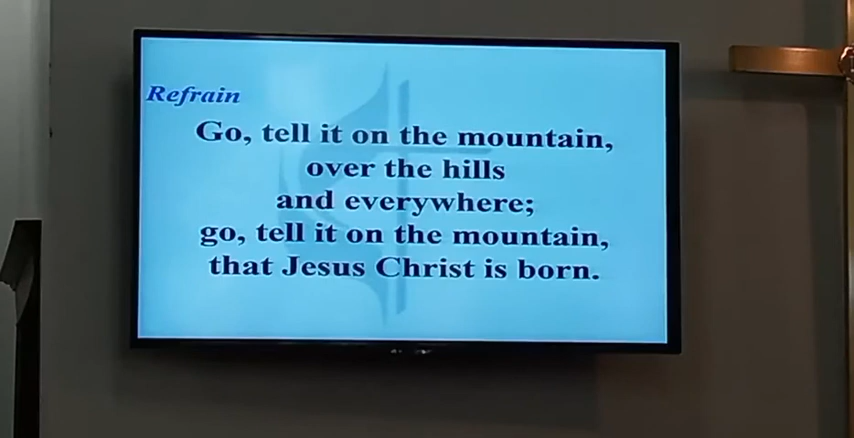 Refrain
Go, tell it on the mountain,
over the hills
and everywhere;
go, tell it on the mountain,
that Jesus Christ is born.